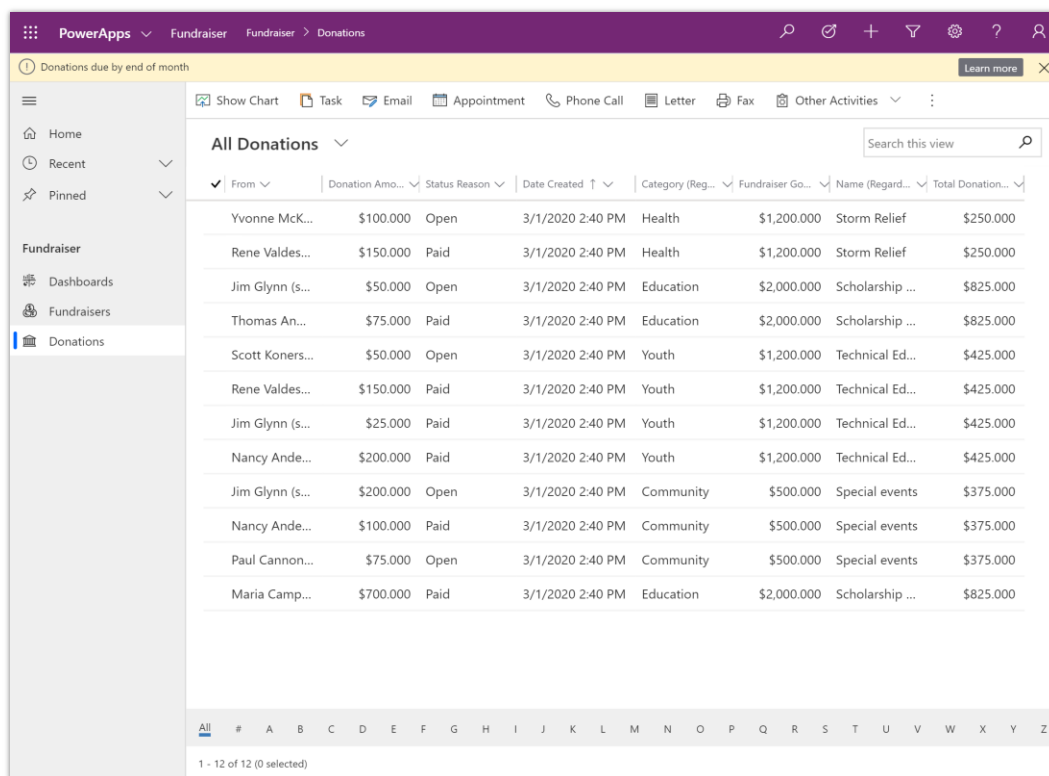 PowerApps Fundraiser Fundraiser > Donations
Donations due by end of month Learn more
Show Chart Task Email Appointment Phone Call Letter Fax Other Activities
Home
Recent
Pinned
Fundraiser
Dashboards
Fundraisers
Donations
All Donations
Search this view
From Donation Amo... Status Reason Date Created ↑ Category (Reg... Fundraiser Go... Name (Regard... Total Donation...
Yvonne McK... $100.000 Open 3/1/2020 2:40 PM Health $1,200.000 Storm Relief $250.000
Rene Valdes... $150.000 Paid 3/1/2020 2:40 PM Health $1,200.000 Storm Relief $250.000
Jim Glynn (s... $50.000 Open 3/1/2020 2:40 PM Education $2,000.000 Scholarship ... $825.000
Thomas An... $75.000 Paid 3/1/2020 2:40 PM Education $2,000.000 Scholarship ... $825.000
Scott Koners... $50.000 Open 3/1/2020 2:40 PM Youth $1,200.000 Technical Ed... $425.000
Rene Valdes... $150.000 Paid 3/1/2020 2:40 PM Youth $1,200.000 Technical Ed... $425.000
Jim Glynn (s... $25.000 Paid 3/1/2020 2:40 PM Youth $1,200.000 Technical Ed... $425.000
Nancy Ande... $200.000 Paid 3/1/2020 2:40 PM Youth $1,200.000 Technical Ed... $425.000
Jim Glynn (s... $200.000 Open 3/1/2020 2:40 PM Community $500.000 Special events $375.000
Nancy Ande... $100.000 Paid 3/1/2020 2:40 PM Community $500.000 Special events $375.000
Paul Cannon... $75.000 Open 3/1/2020 2:40 PM Community $500.000 Special events $375.000
Maria Camp... $700.000 Paid 3/1/2020 2:40 PM Education $2,000.000 Scholarship ... $825.000
All # A B C D E F G H I J K L M N O P Q R S T U V W X Y Z
1 - 12 of 12 (0 selected)